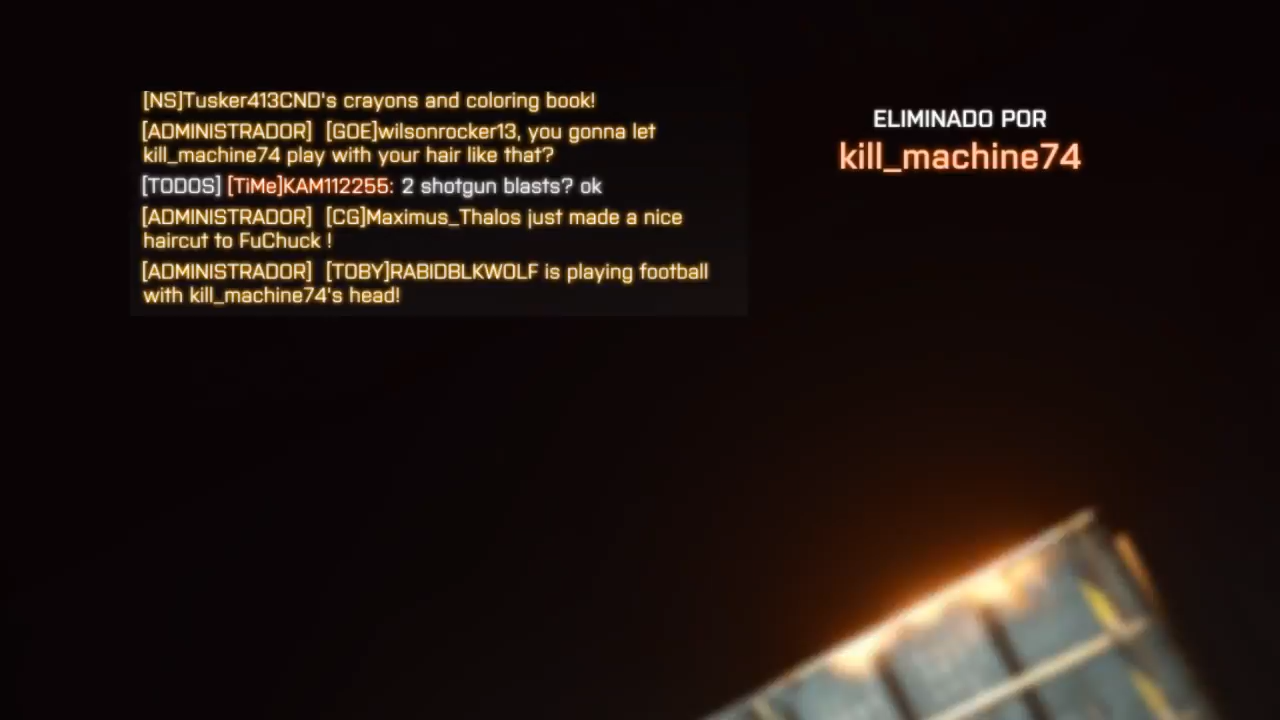 [NS]Tusker413CND's crayons and coloring book!
[ADMINISTRADOR] [GOE]wilsonrocker13, you gonna let
kill_machine74 play with your hair like that?
[TODOS] [TiMe]KAM112255: 2 shotgun blasts? ok
[ADMINISTRADOR] [CG]Maximus_Thalos just made a nice
haircut to FuChuck !
[ADMINISTRADOR] [TOBY]RABIDBLKWOLF is playing football
with kill_machine74's head!
ELIMINADO POR
kill_machine74